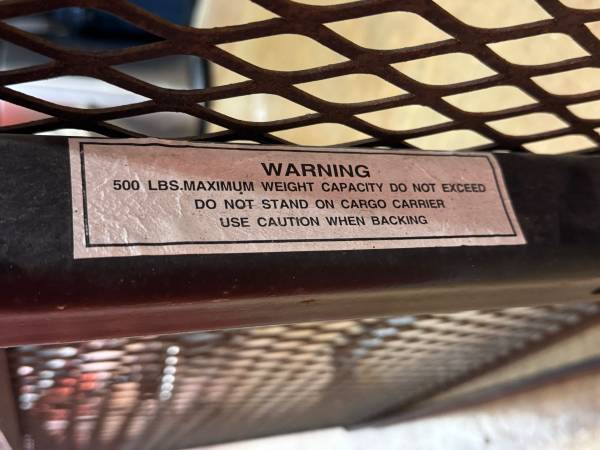 WARNING
500 LBS.MAXIMUM WEIGHT CAPACITY DO NOT EXCEED
DO NOT STAND ON CARGO CARRIER
USE CAUTION WHEN BACKING